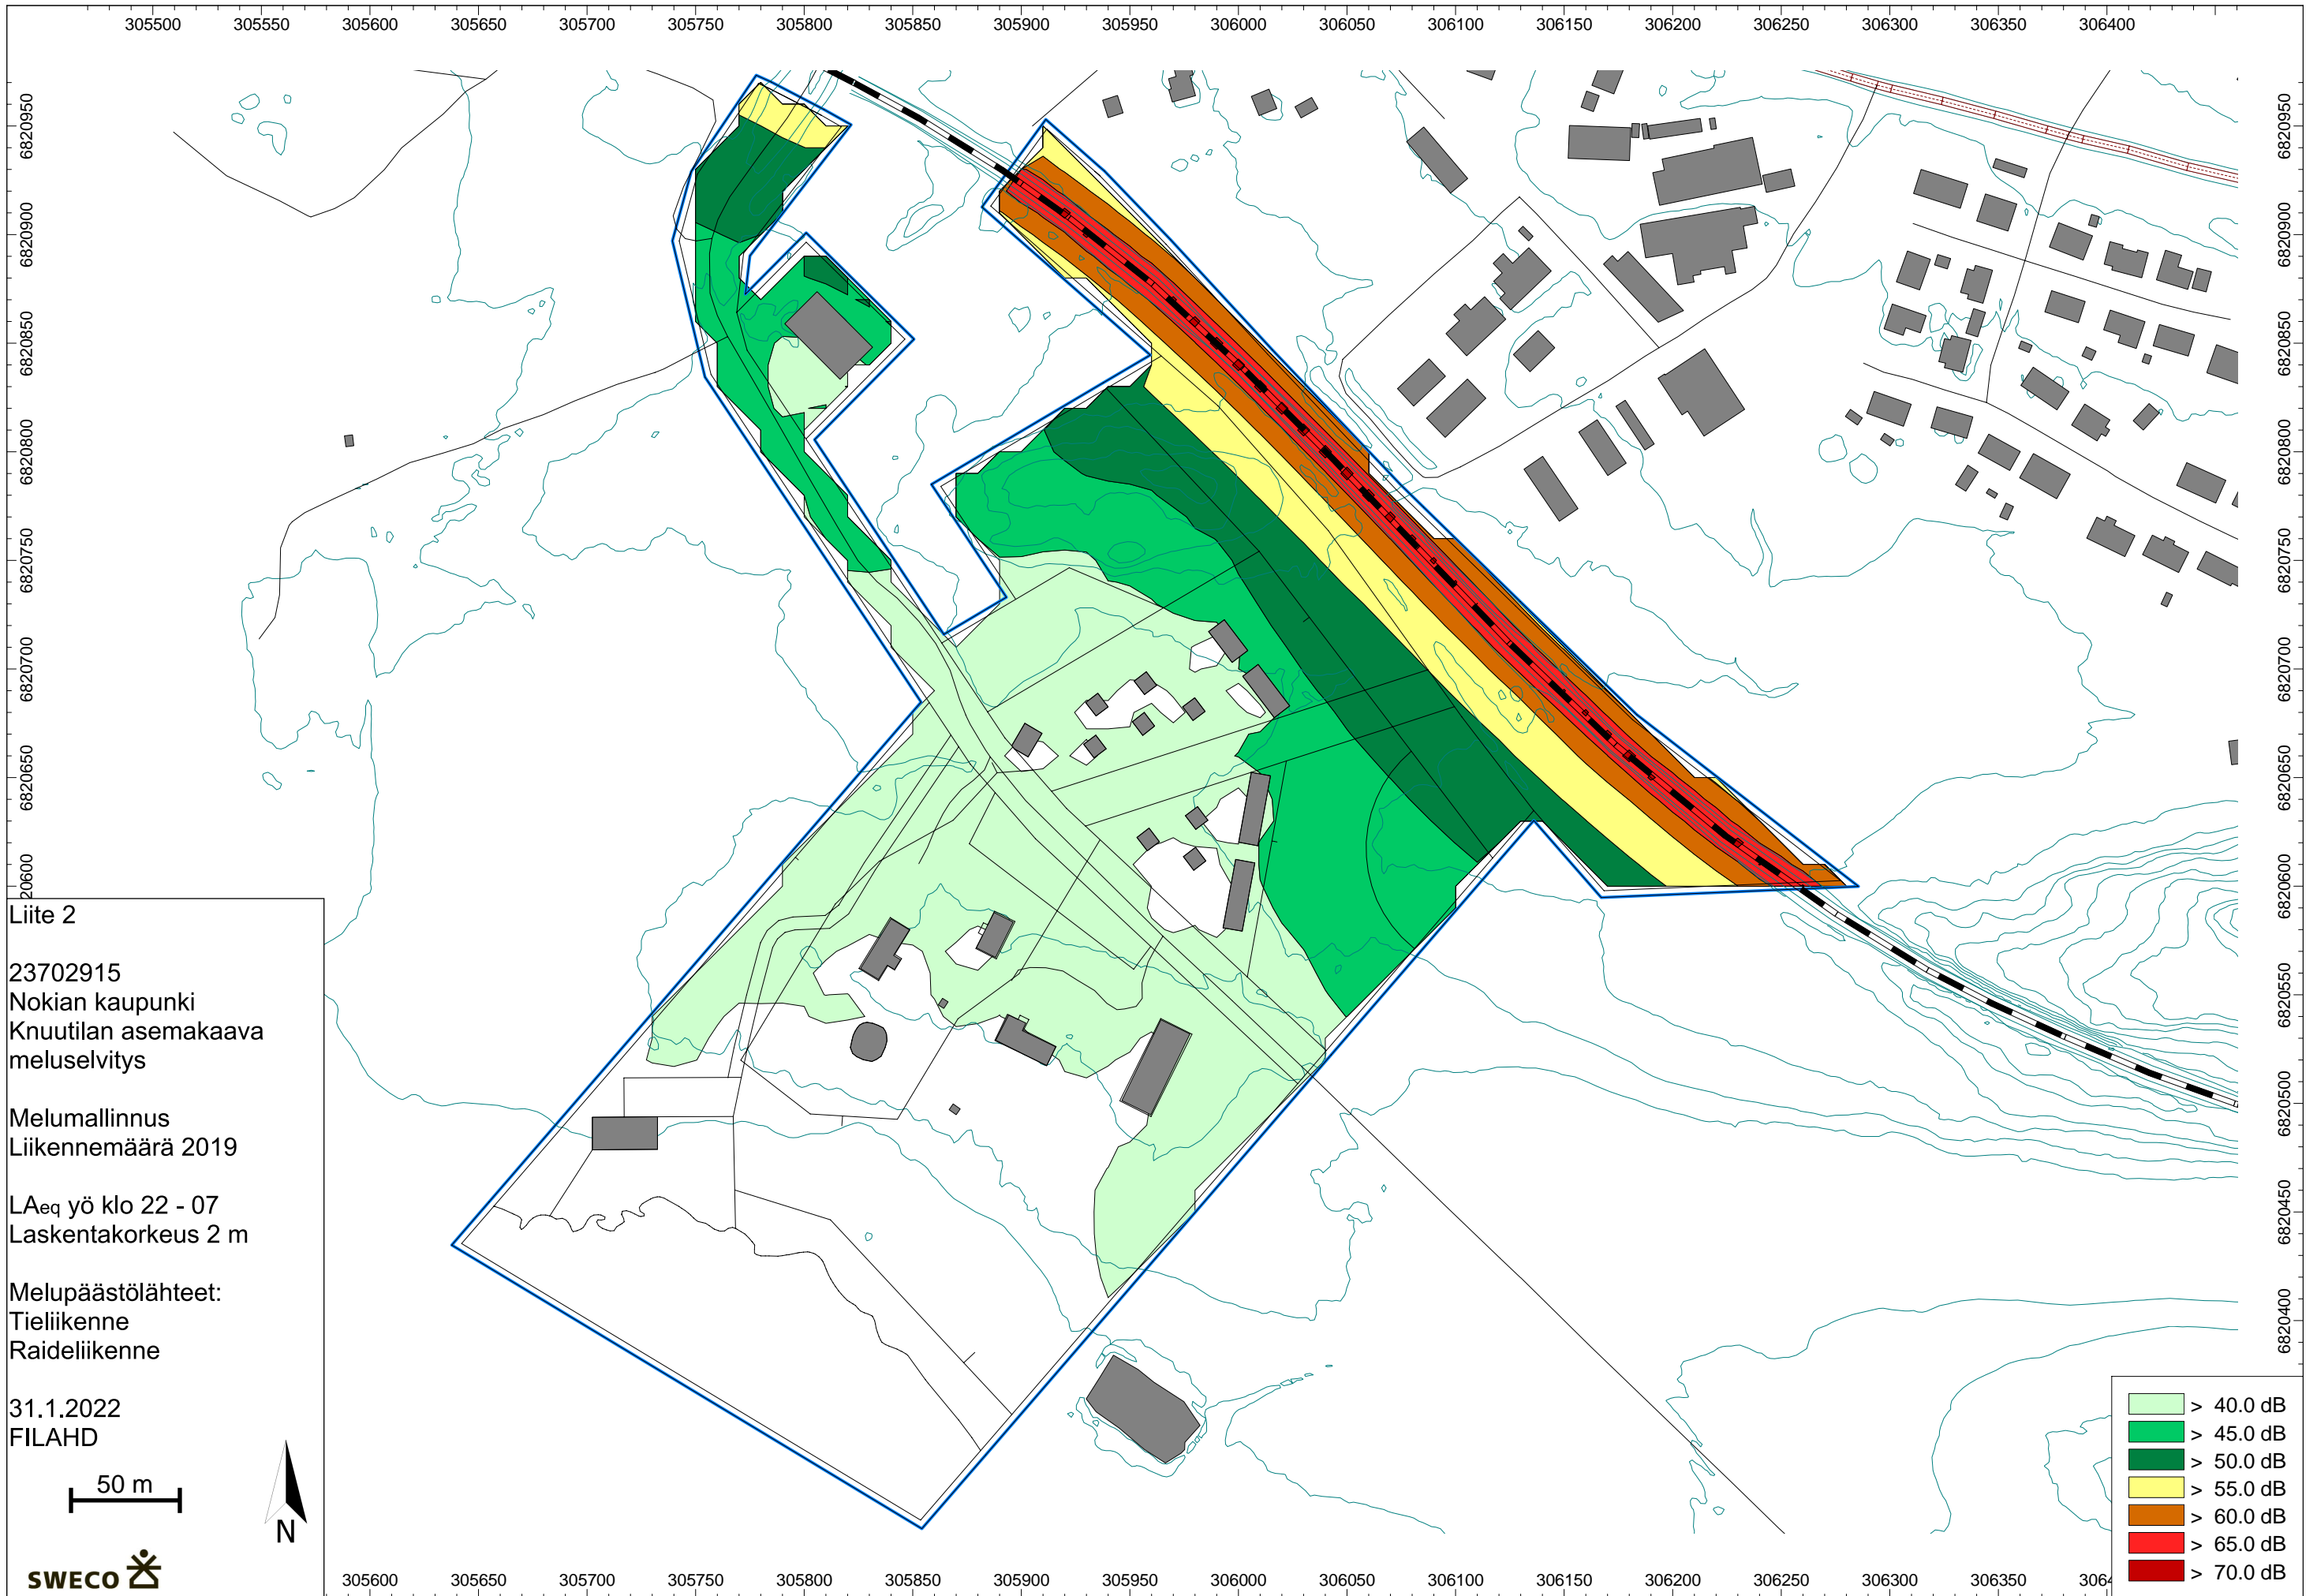 305500 305550 305600 305650 305700 305750 305800 305850 305900 305950 306000 306050 306100 306150 306200 306250 306300 306350 306400
6820950
6820900
6820850
6820800
6820750
6820700
6820650
20600
6820950
6820900
6820850
6820800
6820750
6820700
6820650
6820600
6820550
6820500
6820450
6820400
Liite 2
23702915
Nokian kaupunki
Knuutilan asemakaava
meluselvitys
Melumallinnus
Liikennemäärä 2019
LAeq yö klo 22 - 07
Laskentakorkeus 2 m
Melupäästölähteet:
Tieliikenne
Raideliikenne
31.1.2022
FILAHD
50 m
N
SWECO
> 40.0 dB
> 45.0 dB
> 50.0 dB
> 55.0 dB
> 60.0 dB
> 65.0 dB
> 70.0 dB
305600 305650 305700 305750 305800 305850 305900 305950 306000 306050 306100 306150 306200 306250 306300 306350 3064